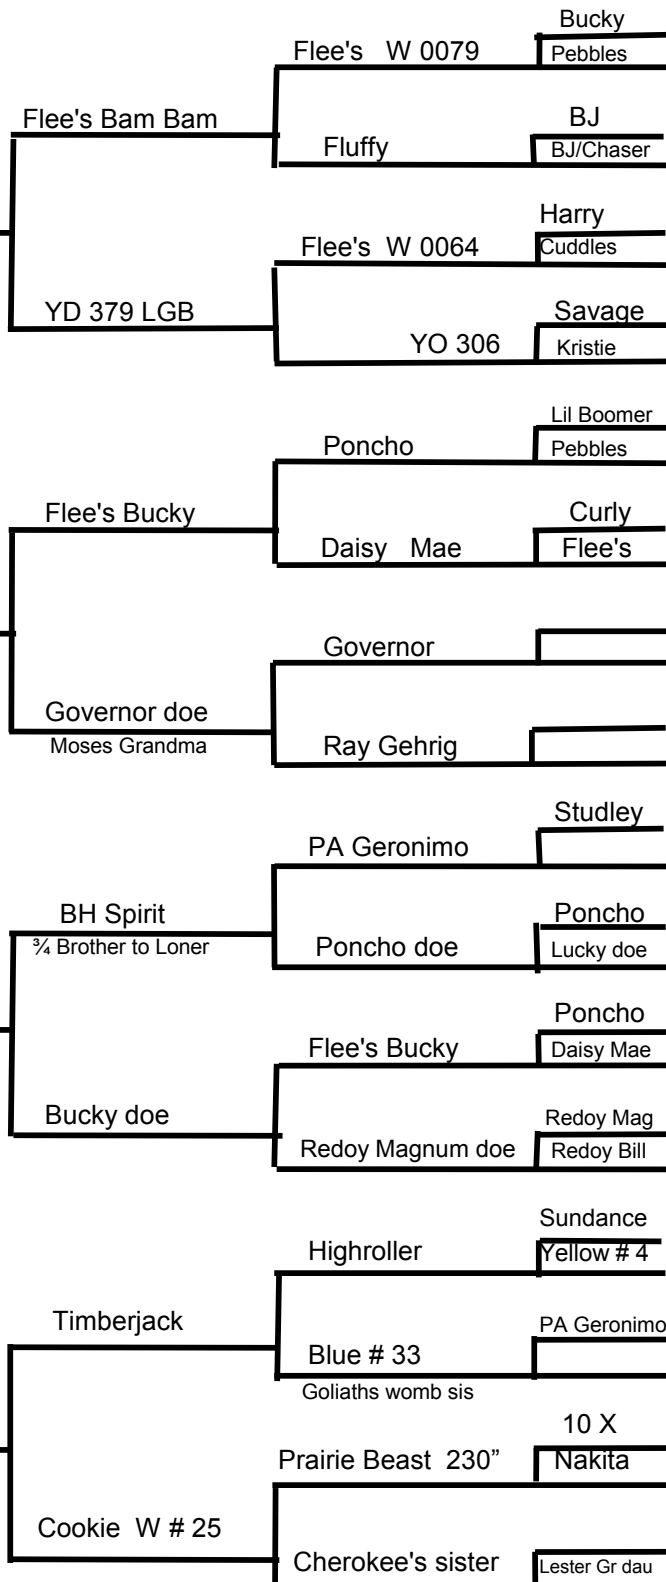 Bucky
Flee's W 0079
Pebbles
Flee's Bam Bam
BJ
Fluffy
BJ/Chaser
Harry
Flee's W 0064
Cuddles
YD 379 LGB
Savage
YO 306
Kristie
Lil Boomer
Poncho
Pebbles
Flee's Bucky
Curly
Daisy Mae
Flee's
Governor
Governor doe
Moses Grandma
Ray Gehrig
Studley
PA Geronimo
BH Spirit
¾ Brother to Loner
Poncho
Poncho doe
Lucky doe
Poncho
Flee's Bucky
Daisy Mae
Bucky doe
Redoy Mag
Redoy Magnum doe
Redoy Bill
Sundance
Highroller
Yellow # 4
Timberjack
PA Geronimo
Blue # 33
Goliaths womb sis
10 X
Prairie Beast 230”
Nakita
Cookie W # 25
Cherokee's sister
Lester Gr dau